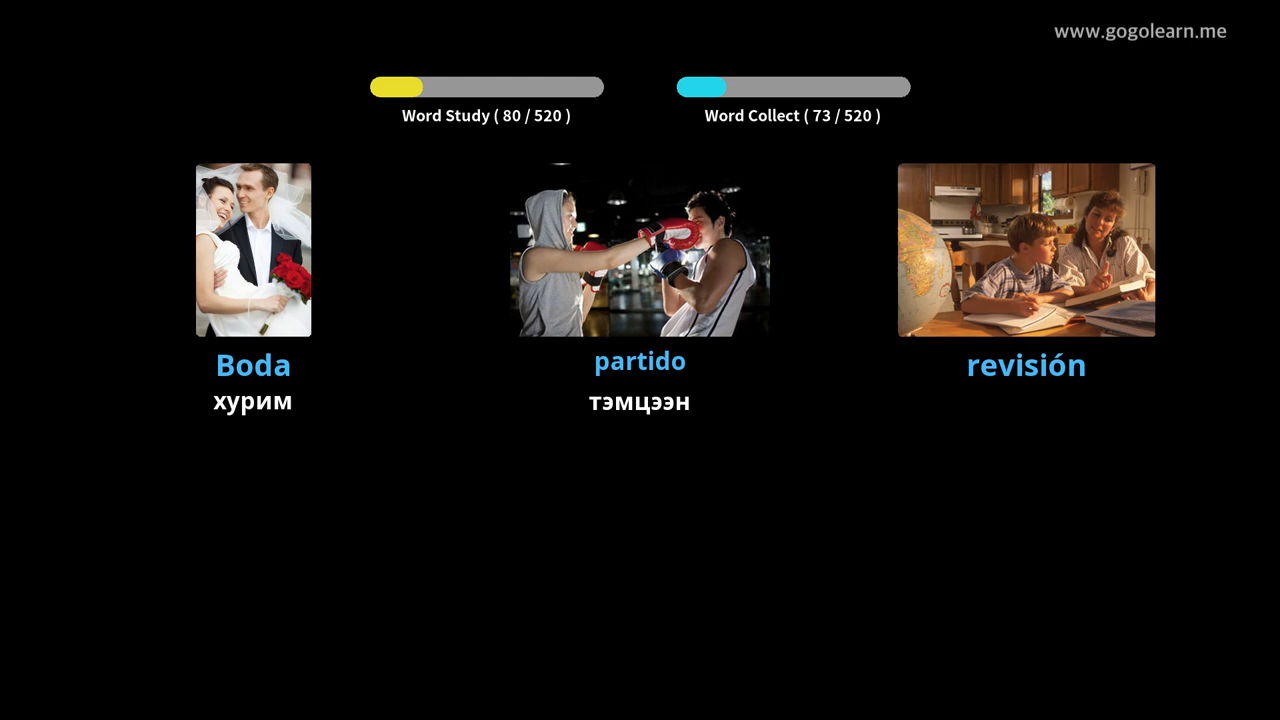 www.gogolearn.me
Word Study ( 80 / 520 )
Word Collect ( 73 / 520 )
Boda
partido
revisión
хурим
тэмцээн